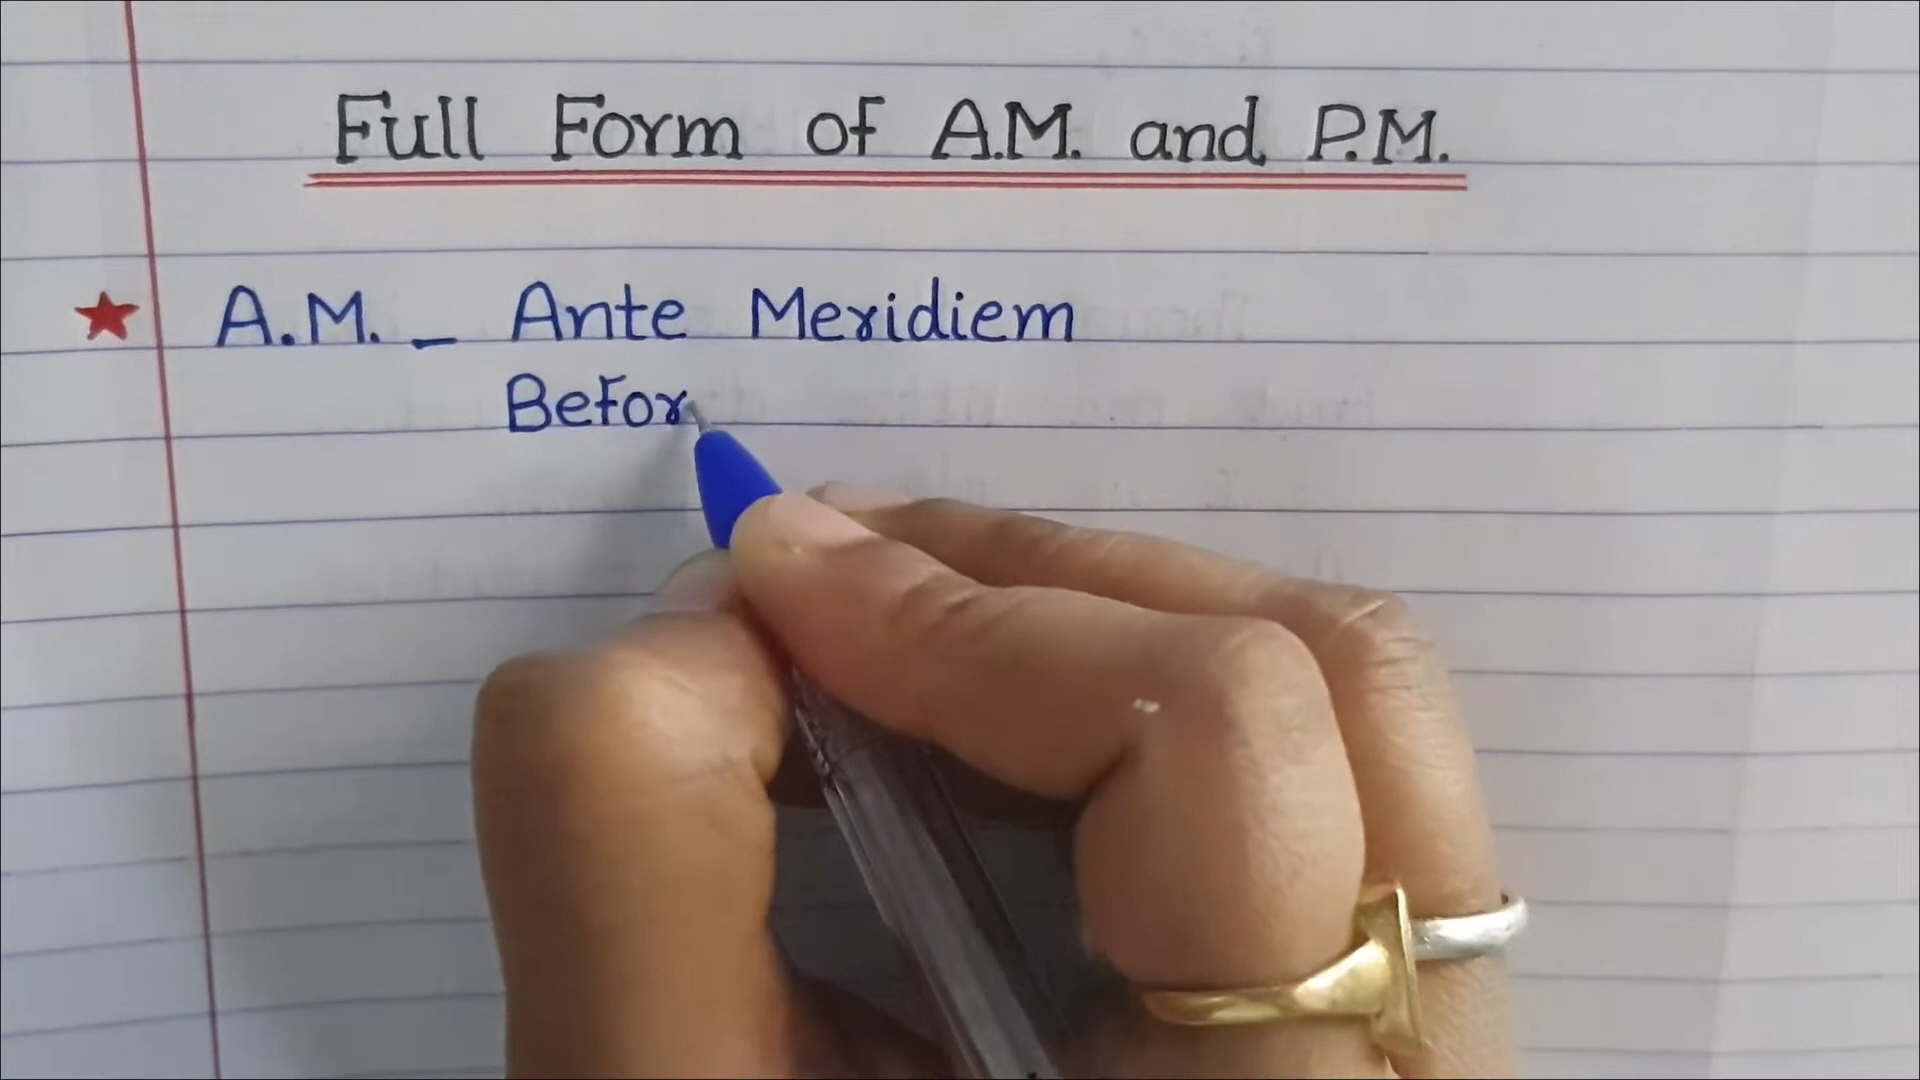 Full Form of A.M. and P.M.
A.M. - Ante Meridiem
Befor